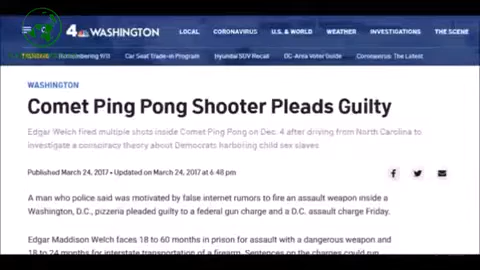 4 WASHINGTON LOCAL CORONAVIRUS U.S. & WORLD WEATHER INVESTIGATIONS THE SCENE
TRENDING Remembering 9/11 Car Seat Trade-in Program Hyundai SUV Recall DC-Area Voter Guide Coronavirus: The Latest
WASHINGTON
Comet Ping Pong Shooter Pleads Guilty
Edgar Welch fired multiple shots inside Comet Ping Pong on Dec. 4 after driving from North Carolina to
investigate a conspiracy theory about Democrats harboring child sex slaves
Published March 24, 2017 • Updated on March 24, 2017 at 6:48 pm
A man who police said was motivated by false internet rumors to fire an assault weapon inside a
Washington, D.C., pizzeria pleaded guilty to a federal gun charge and a D.C. assault charge Friday.
Edgar Maddison Welch faces 18 to 60 months in prison for assault with a dangerous weapon and
18 to 24 months for interstate transportation of a firearm. Sentences on the charges could run